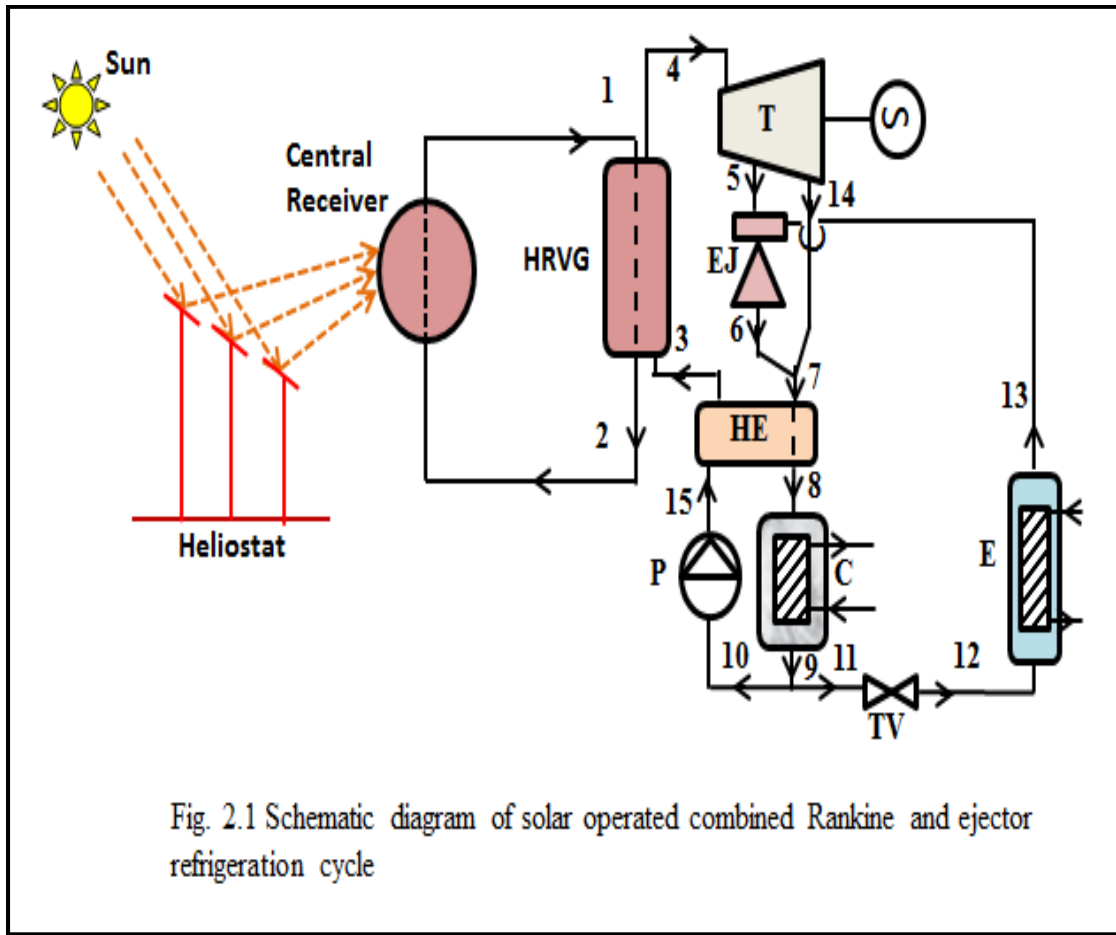 Sun
1
4
T
S
Central
Receiver
5
14
HRVG
EJ
6
3
7
13
2
HE
15
8
Heliostat
P
C
E
10
9
11
12
TV
Fig. 2.1 Schematic diagram of solar operated combined Rankine and ejector
refrigeration cycle